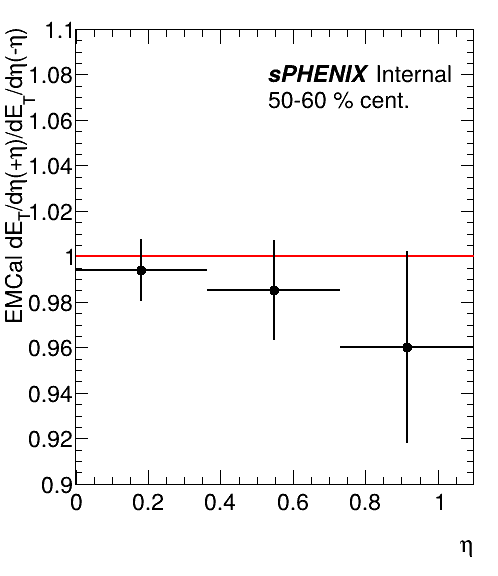 EMCal dE_T/dη(+η)/dE_T/dη(-η)
1.1
1.08
1.06
1.04
1.02
1
0.98
0.96
0.94
0.92
0.9
sPHENIX Internal
50-60 % cent.
0 0.2 0.4 0.6 0.8 1
η